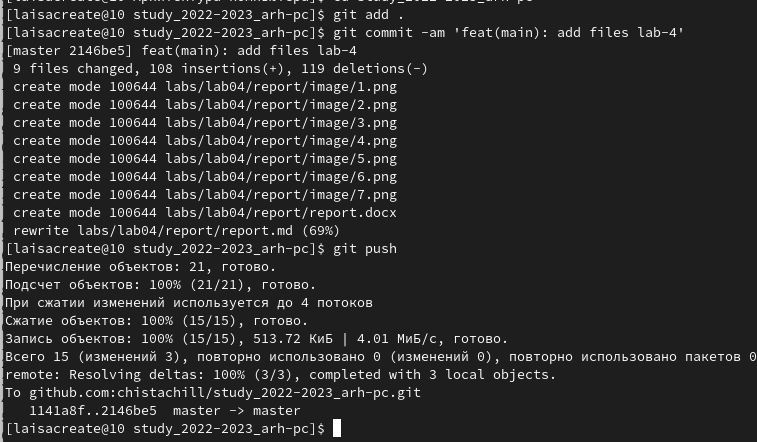 [laisacreate@10 study_2022-2023_arh-pc]$ git add .
[laisacreate@10 study_2022-2023_arh-pc]$ git commit -am 'feat(main): add files lab-4'
[master 2146be5] feat(main): add files lab-4
 9 files changed, 108 insertions(+), 119 deletions(-)
 create mode 100644 labs/lab04/report/image/1.png
 create mode 100644 labs/lab04/report/image/2.png
 create mode 100644 labs/lab04/report/image/3.png
 create mode 100644 labs/lab04/report/image/4.png
 create mode 100644 labs/lab04/report/image/5.png
 create mode 100644 labs/lab04/report/image/6.png
 create mode 100644 labs/lab04/report/image/7.png
 create mode 100644 labs/lab04/report/report.docx
 rewrite labs/lab04/report/report.md (69%)
[laisacreate@10 study_2022-2023_arh-pc]$ git push
Перечисление объектов: 21, готово.
Подсчет объектов: 100% (21/21), готово.
При сжатии изменений используется до 4 потоков
Сжатие объектов: 100% (15/15), готово.
Запись объектов: 100% (15/15), 513.72 КиБ | 4.01 МиБ/с, готово.
Всего 15 (изменений 3), повторно использовано 0 (изменений 0), повторно использовано пакетов 0
remote: Resolving deltas: 100% (3/3), completed with 3 local objects.
To github.com:chistachill/study_2022-2023_arh-pc.git
   1141a8f..2146be5  master -> master
[laisacreate@10 study_2022-2023_arh-pc]$